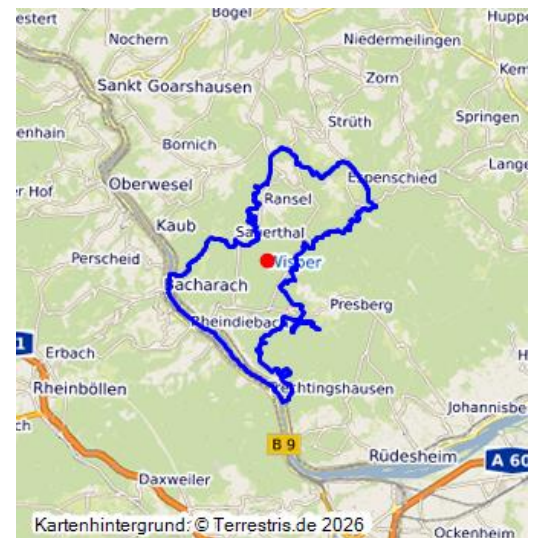 estert
Bogel
Huppe
Nochern
Niedermeilingen
Zorn
Kem
Sankt Goarshausen
Springen
Strüth
enhain
Bornich
Lange
r Hof
Oberwesel
Espenschied
Ransel
Kaub
Sauerthal
Perscheid
Wisper
Bacharach
Presberg
Rheindiebach
1
Erbach
H
Rheinböllen
Trechtingshausen
Johannisbe
ch
B 9
Rüdesheim
A 60
Daxweiler
Kartenhintergrund: © Terrestris.de 2026
Ockenheim